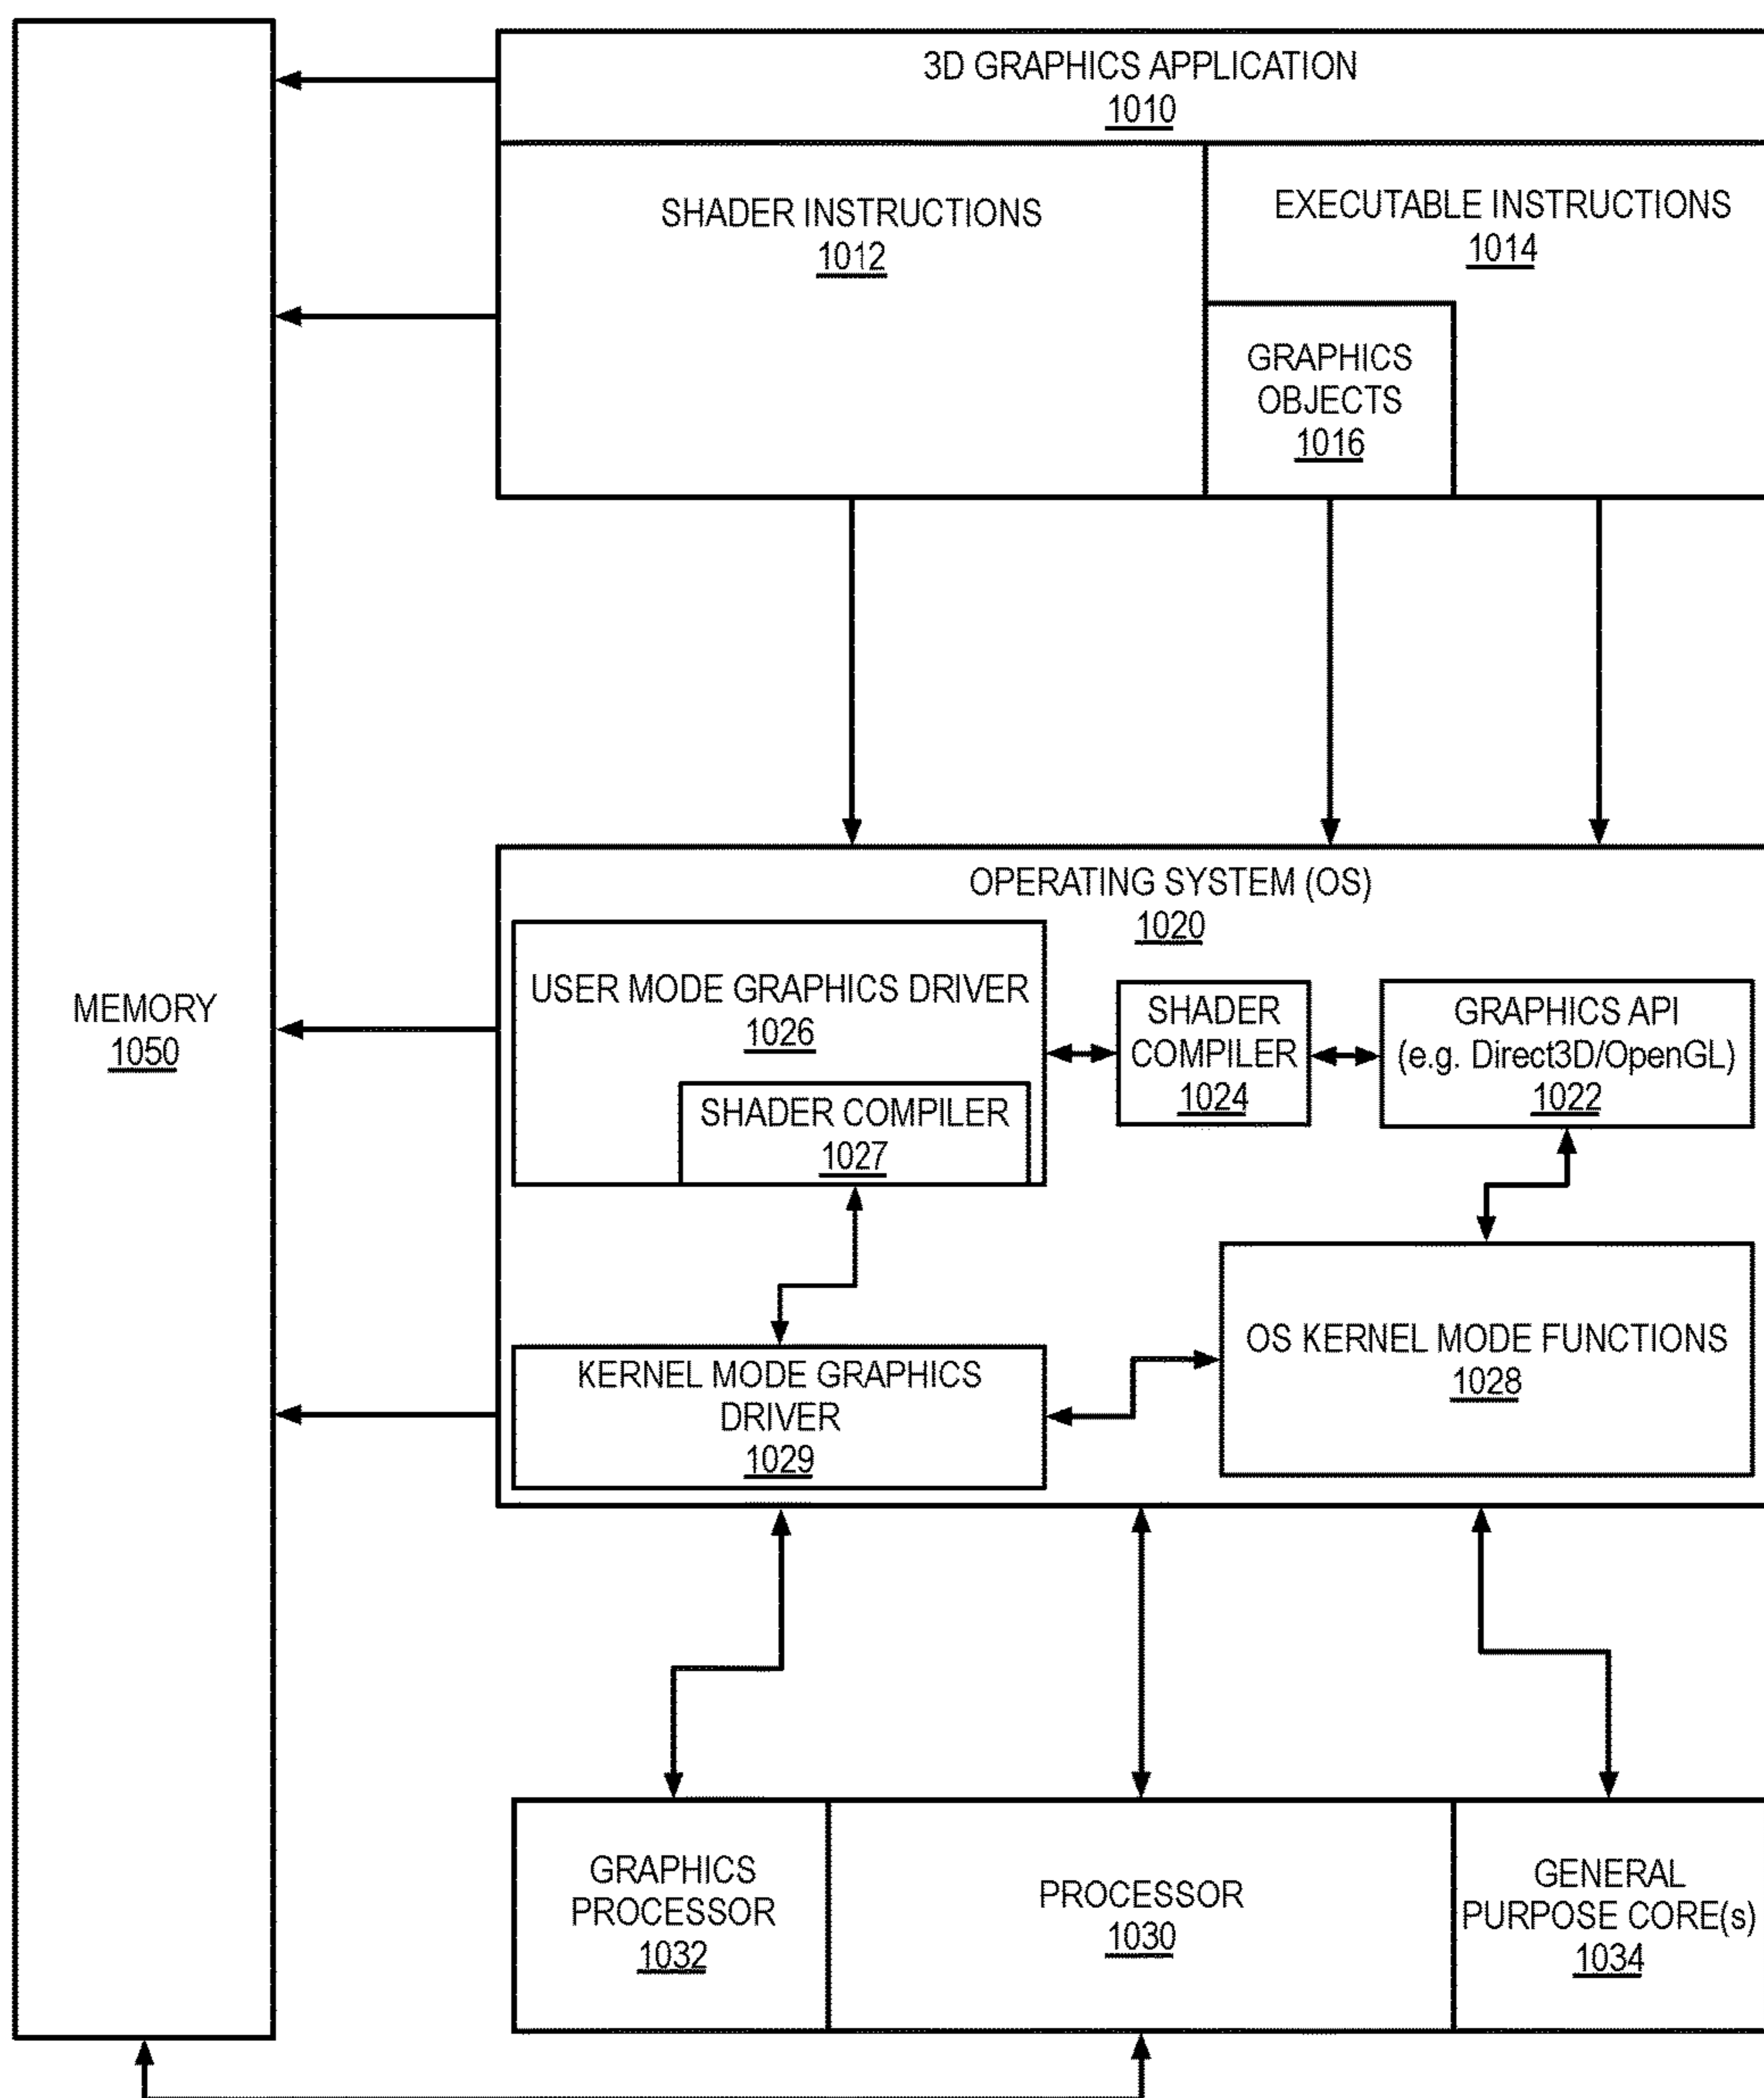 3D GRAPHICS APPLICATION
1010
SHADER INSTRUCTIONS
1012
EXECUTABLE INSTRUCTIONS
1014
GRAPHICS
OBJECTS
1016
MEMORY
1050
OPERATING SYSTEM (OS)
1020
USER MODE GRAPHICS DRIVER
1026
SHADER COMPILER
1027
SHADER
COMPILER
1024
GRAPHICS API
(e.g. Direct3D/OpenGL)
1022
KERNEL MODE GRAPHICS
DRIVER
1029
OS KERNEL MODE FUNCTIONS
1028
GRAPHICS
PROCESSOR
1032
PROCESSOR
1030
GENERAL
PURPOSE CORE(s)
1034